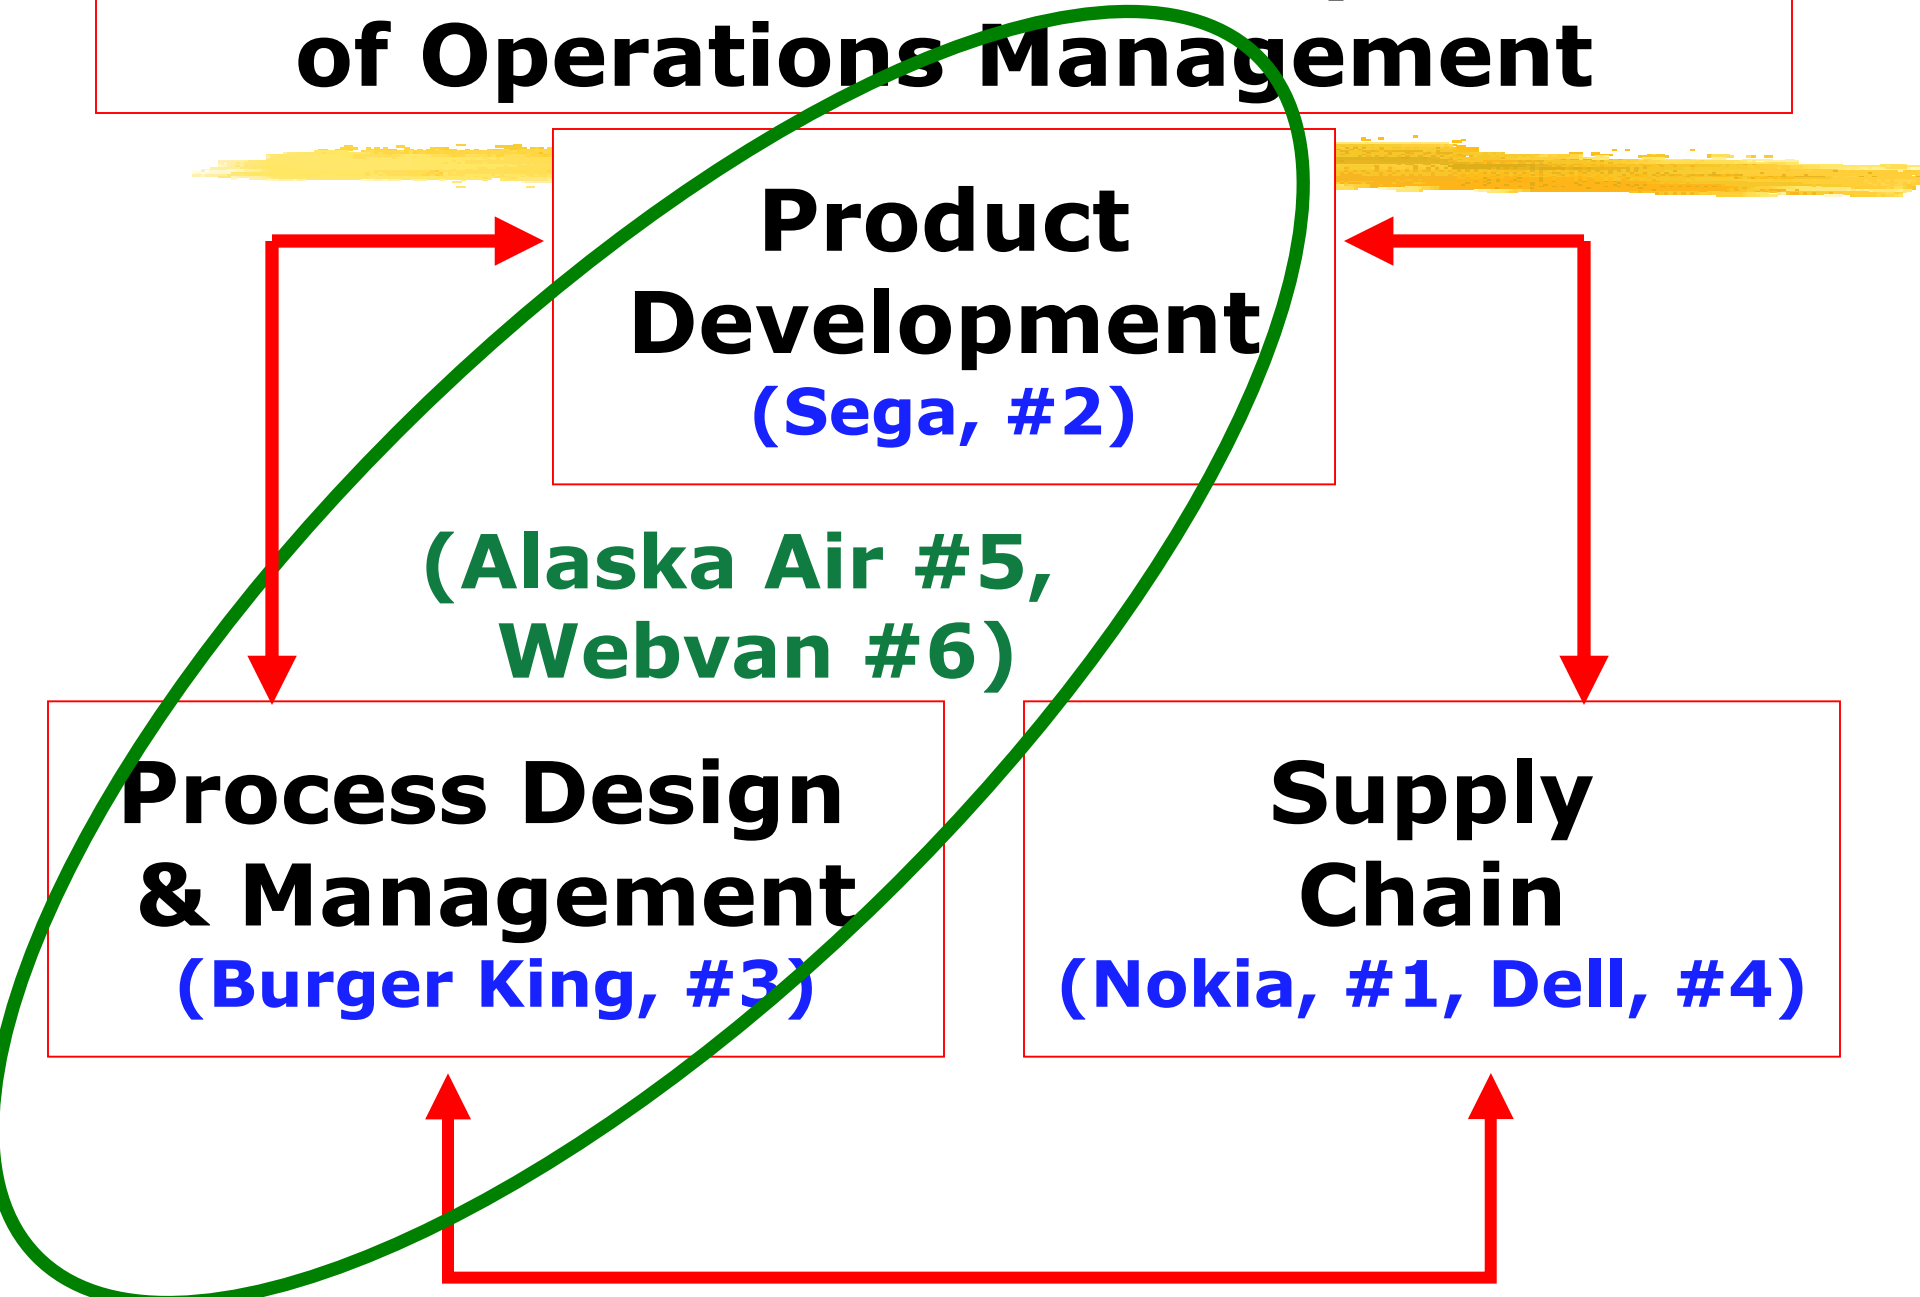 of Operations Management
Product
Development
(Sega, #2)
(Alaska Air #5,
Webvan #6)
Process Design
& Management
(Burger King, #3)
Supply
Chain
(Nokia, #1, Dell, #4)